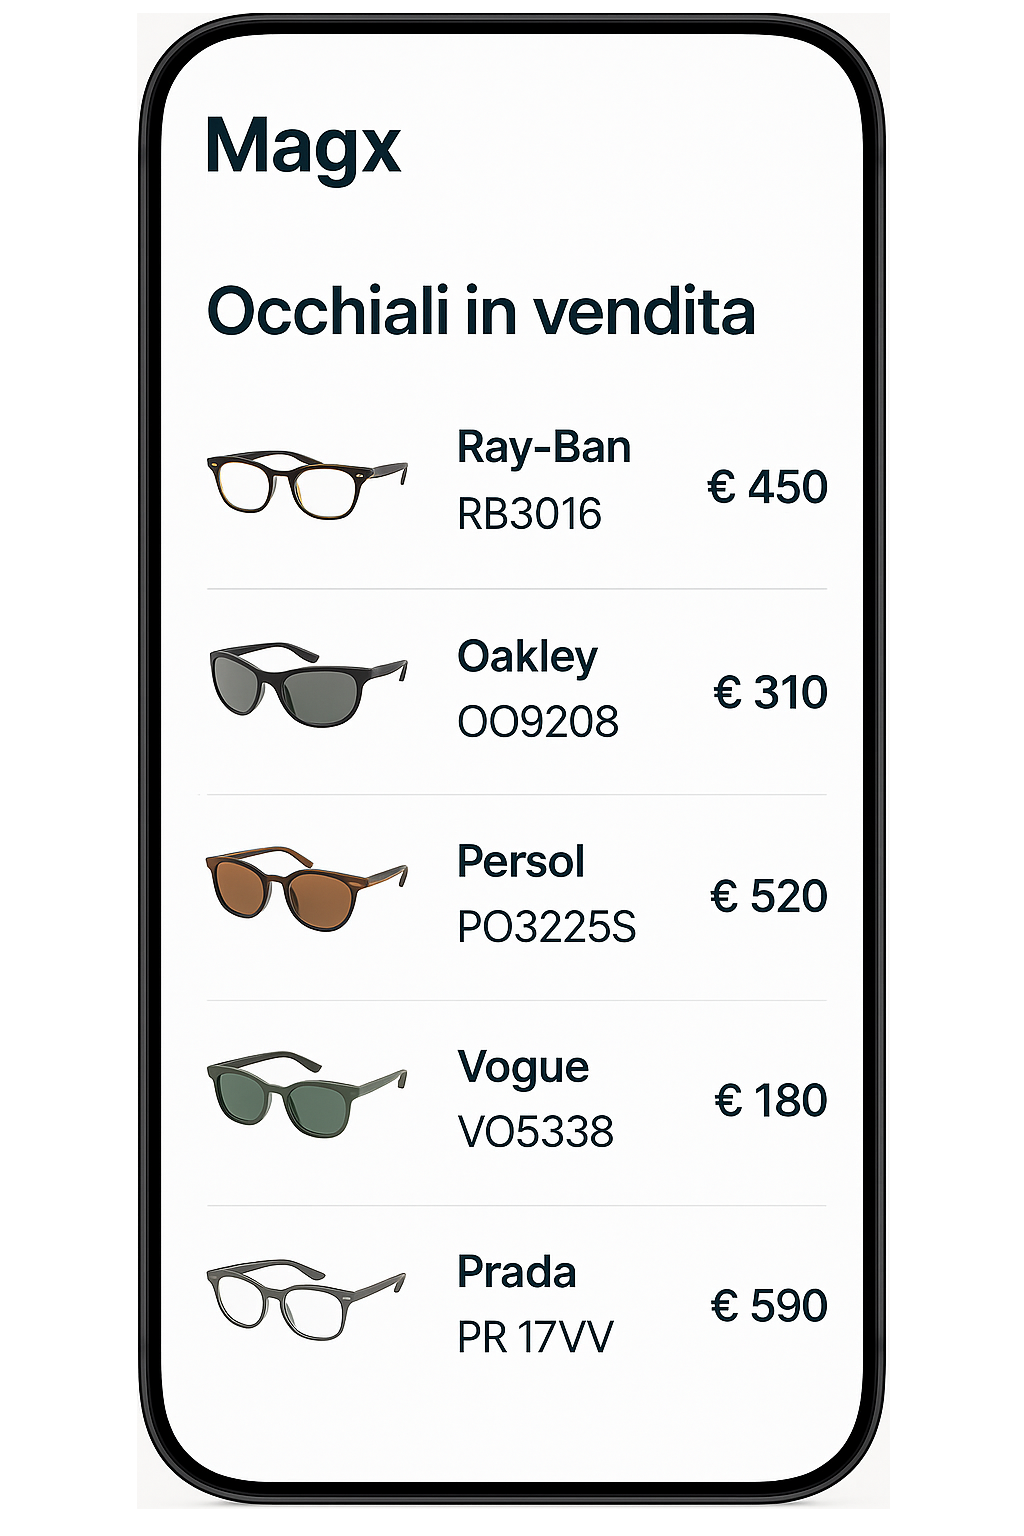 Magx
Occhiali in vendita
Ray-Ban
RB3016
€ 450
Oakley
OO9208
€ 310
Persol
PO3225S
€ 520
Vogue
VO5338
€ 180
Prada
PR 17VV
€ 590